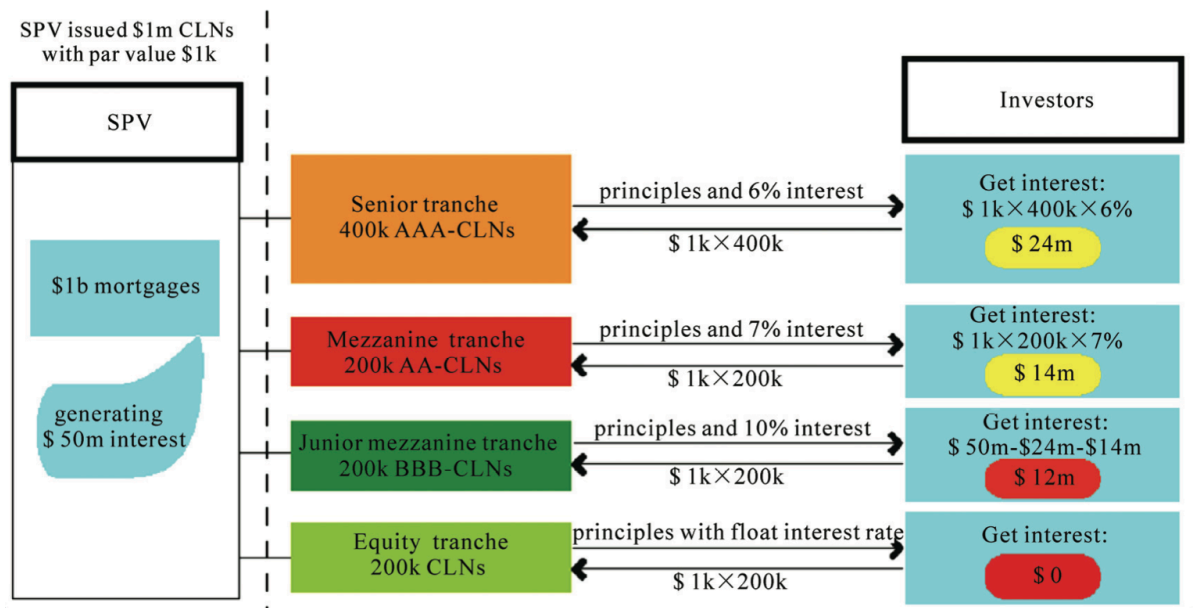 SPV issued $1m CLNs
with par value $1k
SPV
$1b mortgages
generating
$ 50m interest
Senior tranche
400k AAA-CLNs
Mezzanine tranche
200k AA-CLNs
Junior mezzanine tranche
200k BBB-CLNs
Equity tranche
200k CLNs
principles and 6% interest
$ 1k×400k
principles and 7% interest
$ 1k×200k
principles and 10% interest
$ 1k×200k
principles with float interest rate
$ 1k×200k
Investors
Get interest:
$ 1k×400k×6%
$ 24m
Get interest:
$ 1k×200k×7%
$ 14m
Get interest:
$ 50m-$24m-$14m
$ 12m
Get interest:
$ 0